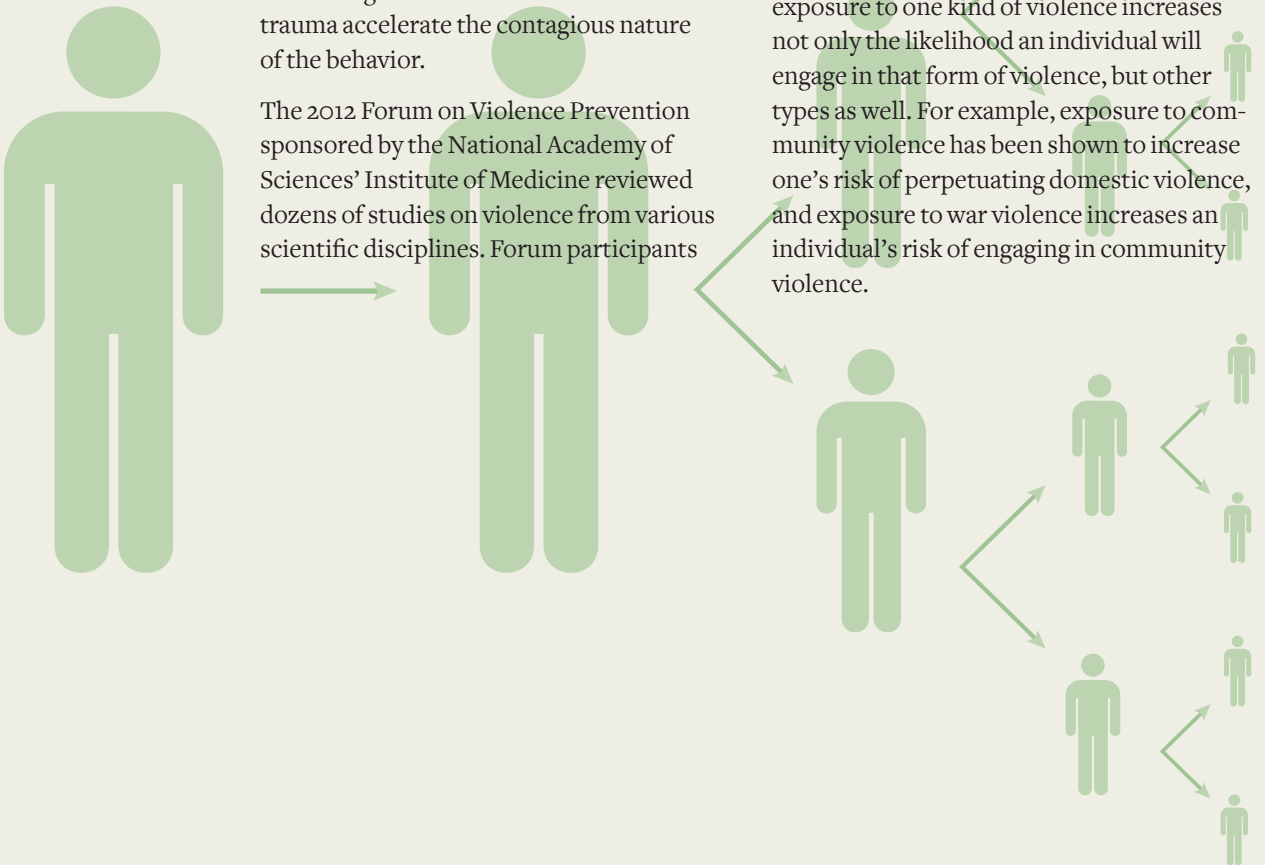 trauma accelerate the contagious nature
of the behavior.
The 2012 Forum on Violence Prevention
sponsored by the National Academy of
Sciences’ Institute of Medicine reviewed
dozens of studies on violence from various
scientific disciplines. Forum participants
exposure to one kind of violence increases
not only the likelihood an individual will
engage in that form of violence, but other
types as well. For example, exposure to com-
munity violence has been shown to increase
one’s risk of perpetuating domestic violence,
and exposure to war violence increases an
individual’s risk of engaging in community
violence.